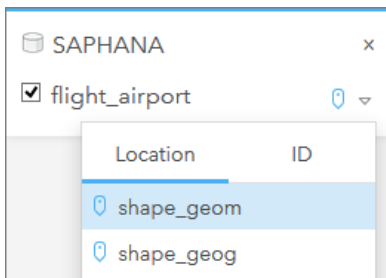 SAPHANA
flight_airport
Location ID
shape_geom
shape_geog